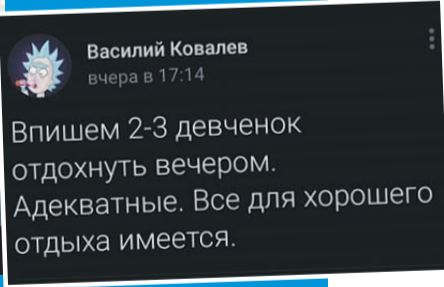 Василий Ковалев
вчера в 17:14
Впишем 2-3 девченок
отдохнуть вечером.
Адекватные. Все для хорошего
отдыха имеется.